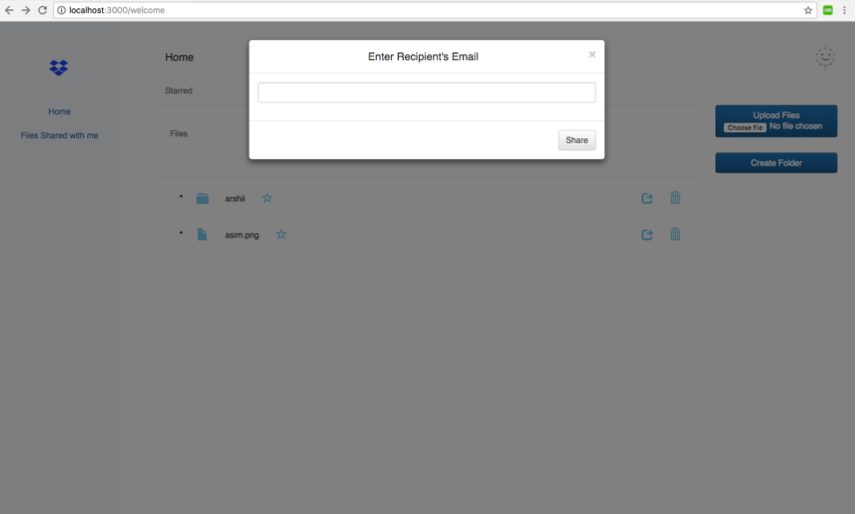 localhost:3000/welcome
Enter Recipient's Email
×
Share
Home
Files Shared with me
Home
Starred
Files
arshii
asim.png
Upload Files
Choose file No file chosen
Create Folder